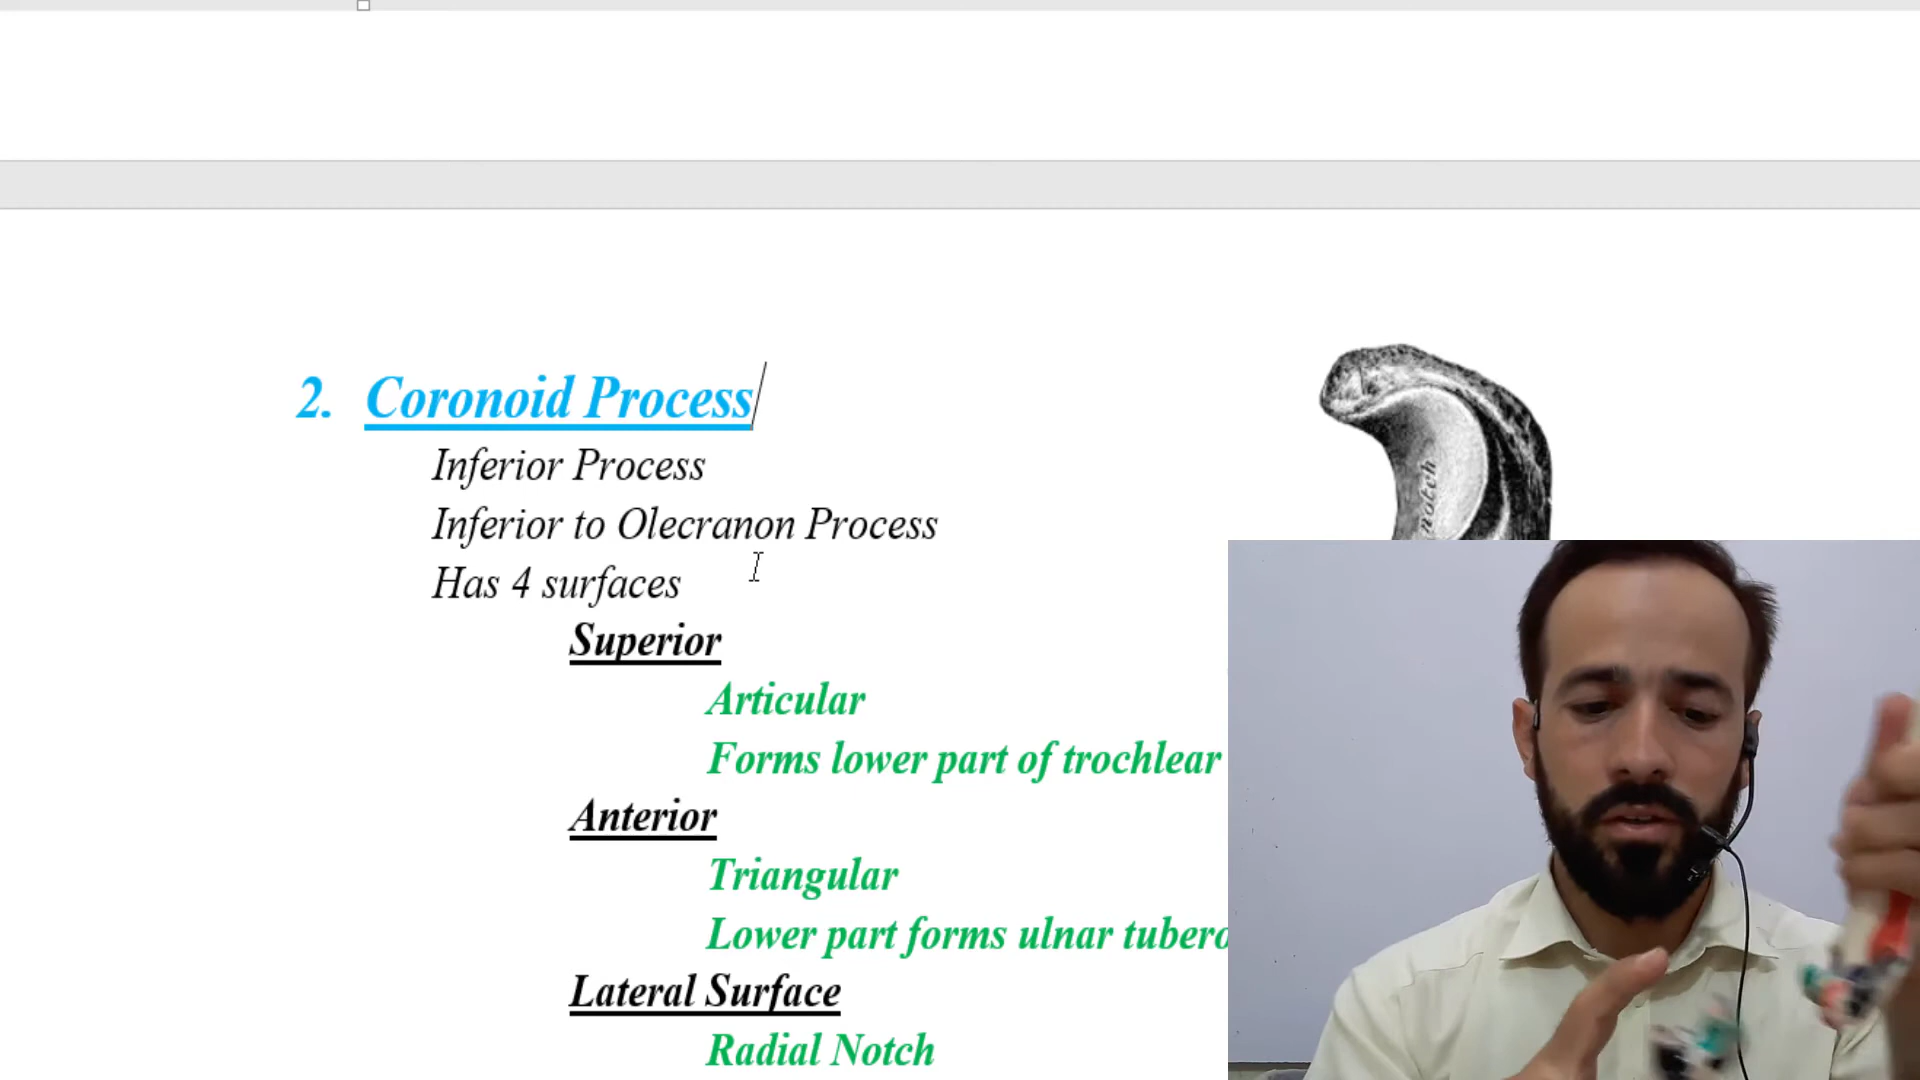 2. Coronoid Process
Inferior Process
Inferior to Olecranon Process
Has 4 surfaces
Superior
Articular
Forms lower part of trochlear
Anterior
Triangular
Lower part forms ulnar tubero
Lateral Surface
Radial Notch
notch